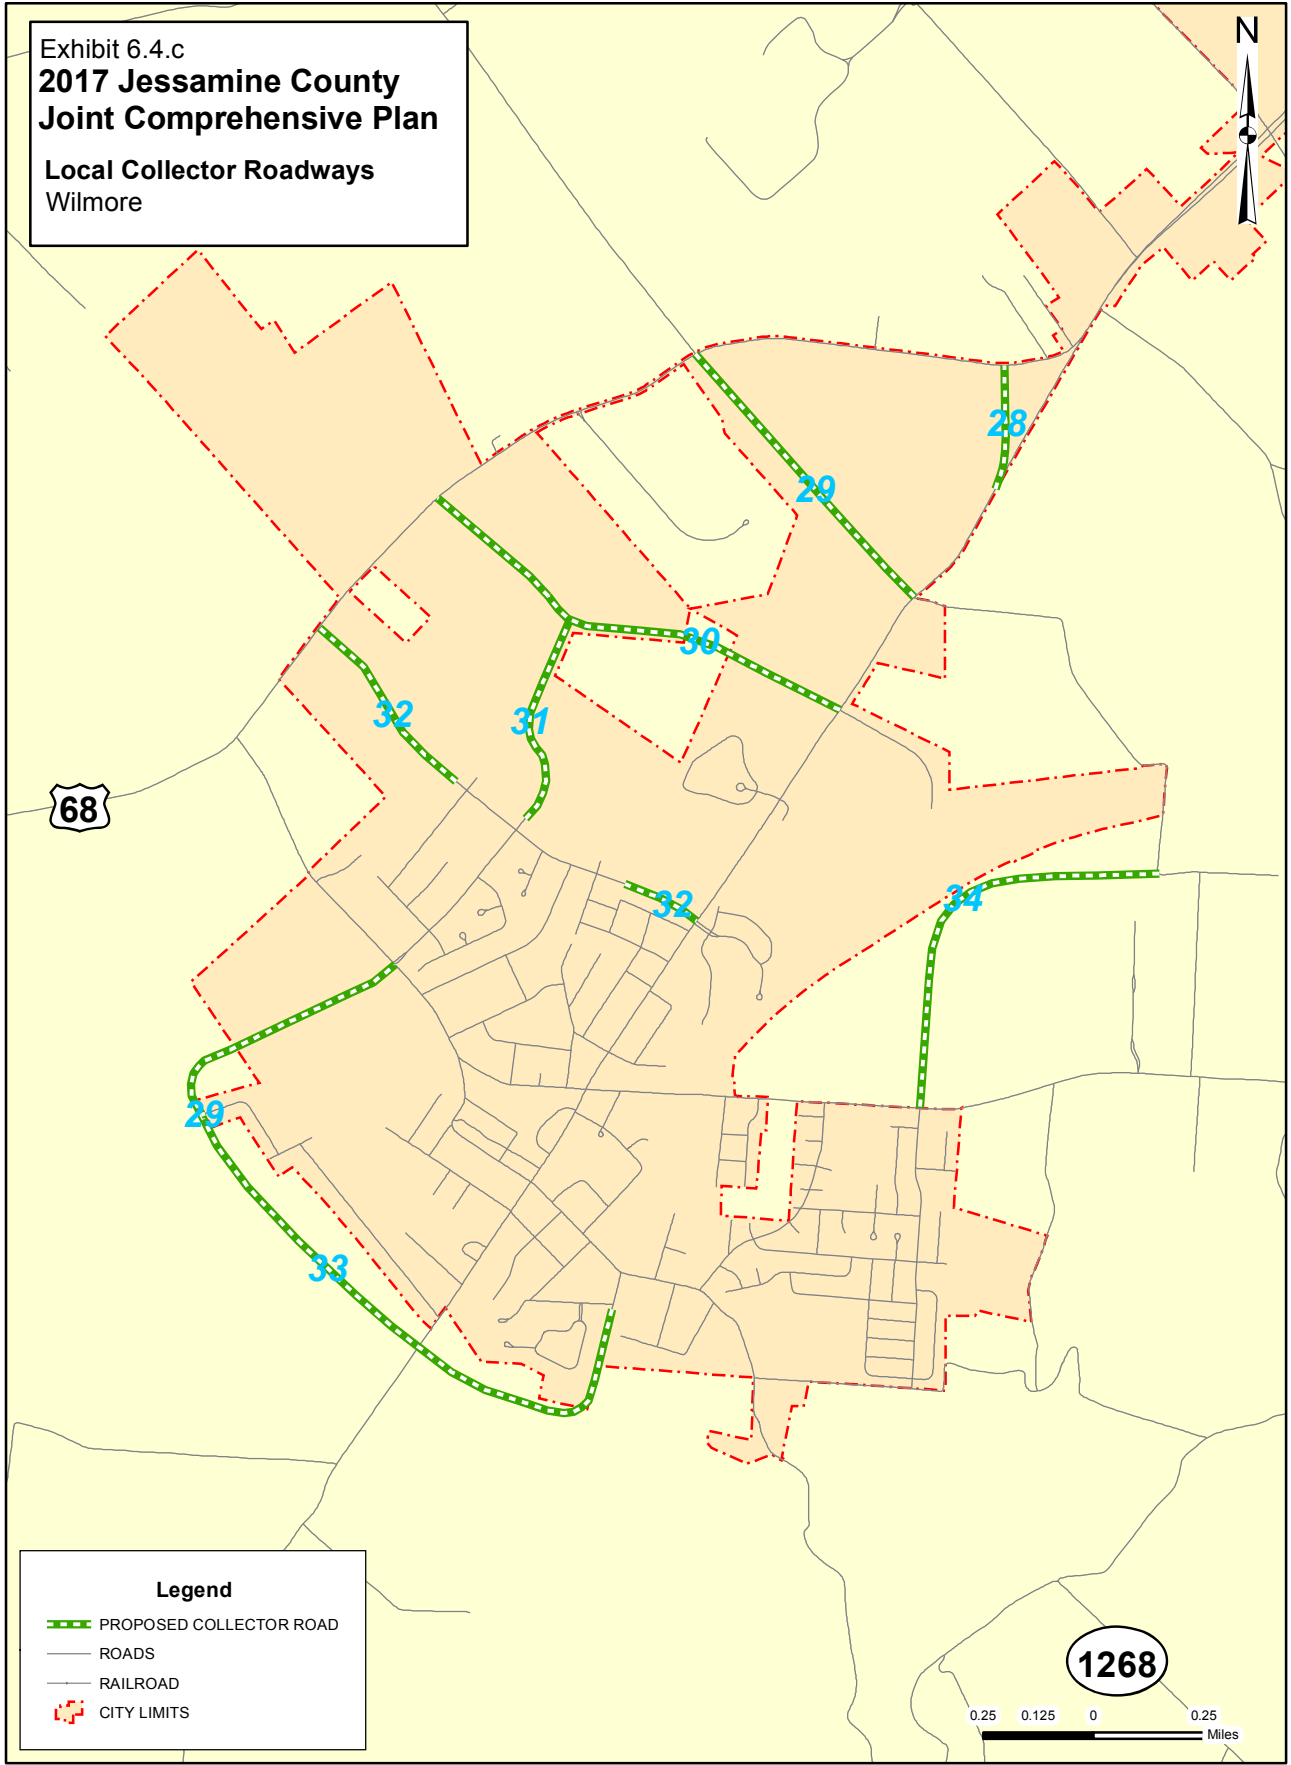 Exhibit 6.4.c
2017 Jessamine County
Joint Comprehensive Plan
Local Collector Roadways
Wilmore
N
28
29
30
32
31
68
32
34
29
33
Legend
PROPOSED COLLECTOR ROAD
ROADS
RAILROAD
CITY LIMITS
1268
0.25 0.125 0 0.25
Miles